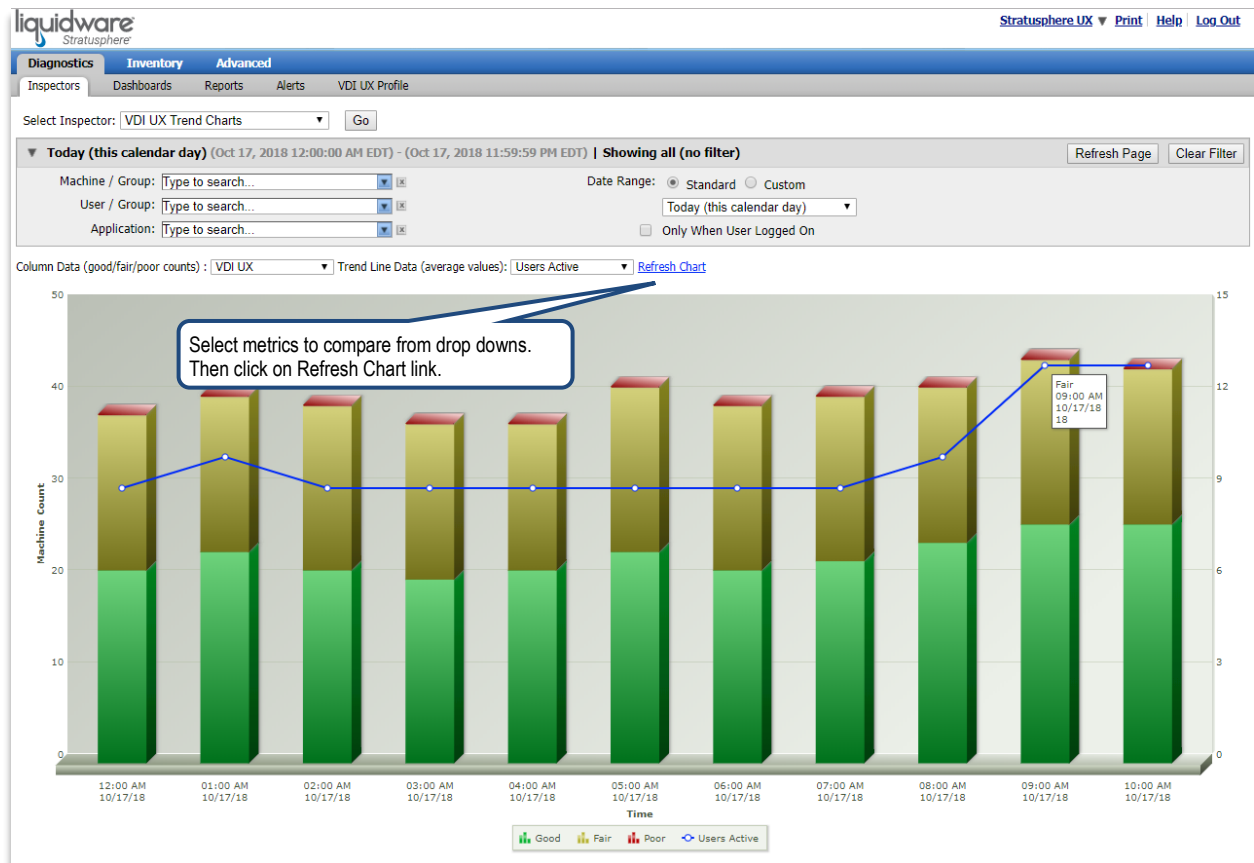 liquidware
Stratusphere
Stratusphere UX ▼ Print Help Log Out
Diagnostics Inventory Advanced
Inspectors Dashboards Reports Alerts VDI UX Profile
Select Inspector: VDI UX Trend Charts Go
Today (this calendar day) (Oct 17, 2018 12:00:00 AM EDT) - (Oct 17, 2018 11:59:59 PM EDT) | Showing all (no filter) Refresh Page Clear Filter
Machine / Group: Type to search... Date Range: Standard Custom
User / Group: Type to search... Today (this calendar day)
Application: Type to search... Only When User Logged On
Column Data (good/fair/poor counts) : VDI UX Trend Line Data (average values): Users Active Refresh Chart
Select metrics to compare from drop downs.
Then click on Refresh Chart link.
50
40
30
20
10
0
Machine Count
15
12
9
6
3
0
Fair
09:00 AM
10/17/18
18
12:00 AM 01:00 AM 02:00 AM 03:00 AM 04:00 AM 05:00 AM 06:00 AM 07:00 AM 08:00 AM 09:00 AM 10:00 AM
10/17/18 10/17/18 10/17/18 10/17/18 10/17/18 10/17/18 10/17/18 10/17/18 10/17/18 10/17/18 10/17/18
Time
Good Fair Poor Users Active